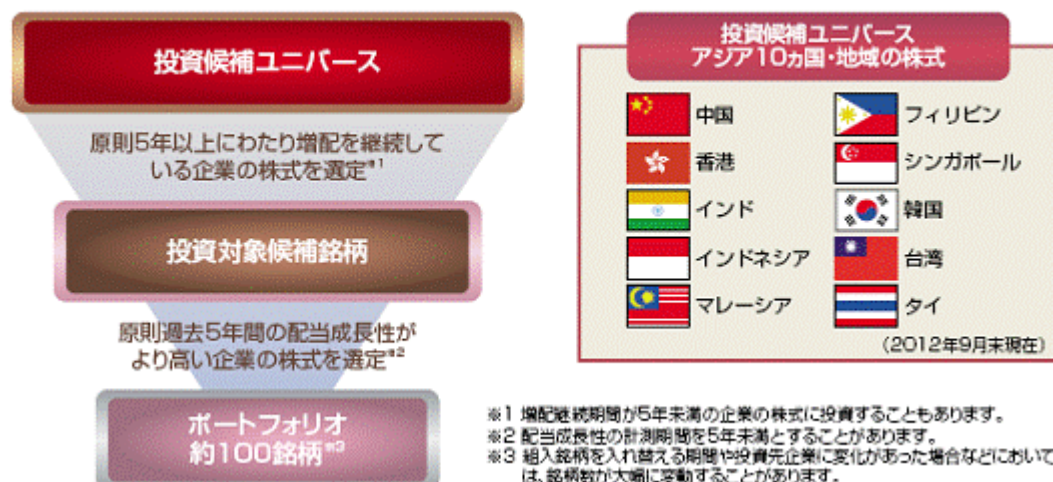 投資候補ユニバース
原則5年以上にわたり増配を継続して
いる企業の株式を選定※1
投資対象候補銘柄
原則過去5年間の配当成長性が
より高い企業の株式を選定※2
ポートフォリオ
約100銘柄※3
投資候補ユニバース
アジア10ヵ国・地域の株式
中国
フィリピン
香港
シンガポール
インド
韓国
インドネシア
台湾
マレーシア
タイ
（2012年9月末現在）
※1 増配継続期間が5年未満の企業の株式に投資することもあります。
※2 配当成長性の計測期間を5年未満とすることがあります。
※3 組入銘柄を入れ替える期間や投資先企業に変化があった場合などにおいて
は、銘柄数が大幅に変動することがあります。